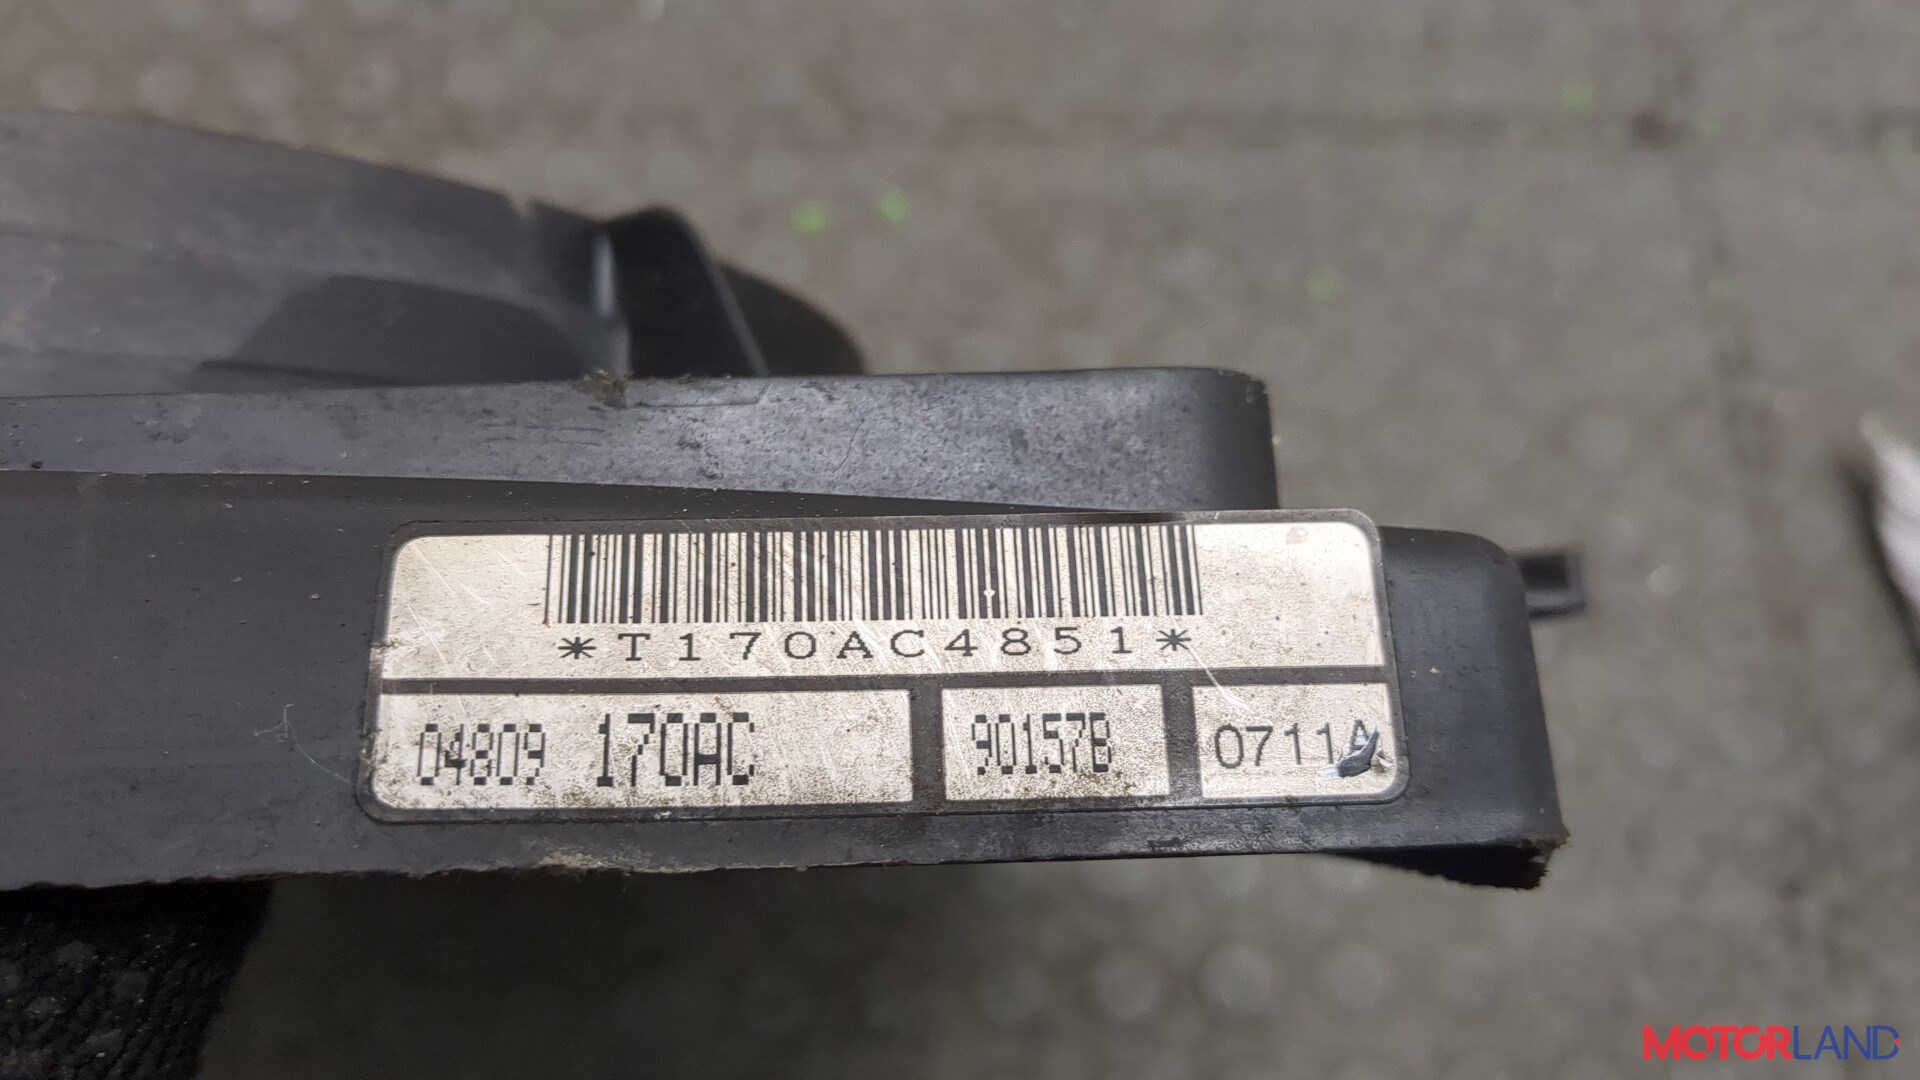 *T170AC4851*
04809 170AC 90157B 0711A
MOTORLAND